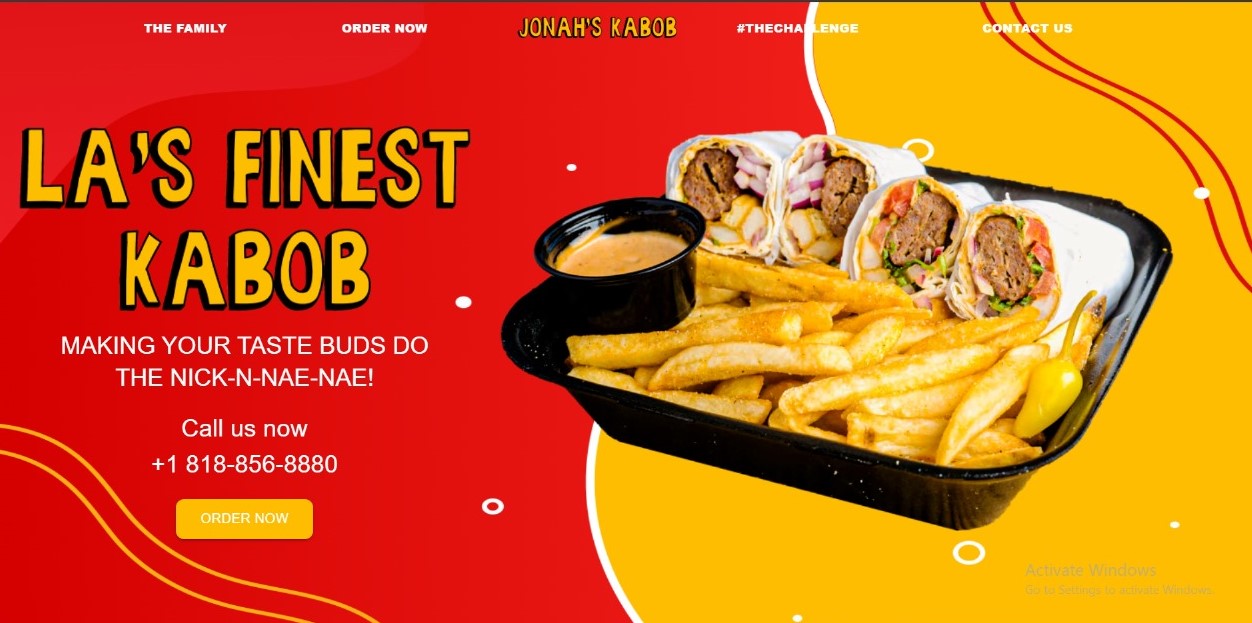 THE FAMILY
ORDER NOW
JONAH'S KABOB
#THECHALLENGE
CONTACT US
LA'S FINEST
KABOB
MAKING YOUR TASTE BUDS DO
THE NICK-N-NAE-NAE!
Call us now
+1 818-856-8880
ORDER NOW
Activate Windows
Go to Settings to activate Windows.